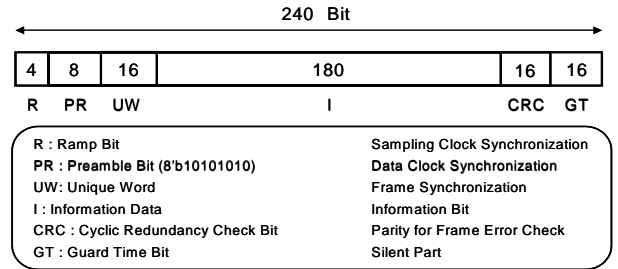 240 Bit
4 8 16 180 16 16
R PR UW I CRC GT
R : Ramp Bit Sampling Clock Synchronization
PR : Preamble Bit (8'b10101010) Data Clock Synchronization
UW: Unique Word Frame Synchronization
I : Information Data Information Bit
CRC : Cyclic Redundancy Check Bit Parity for Frame Error Check
GT : Guard Time Bit Silent Part